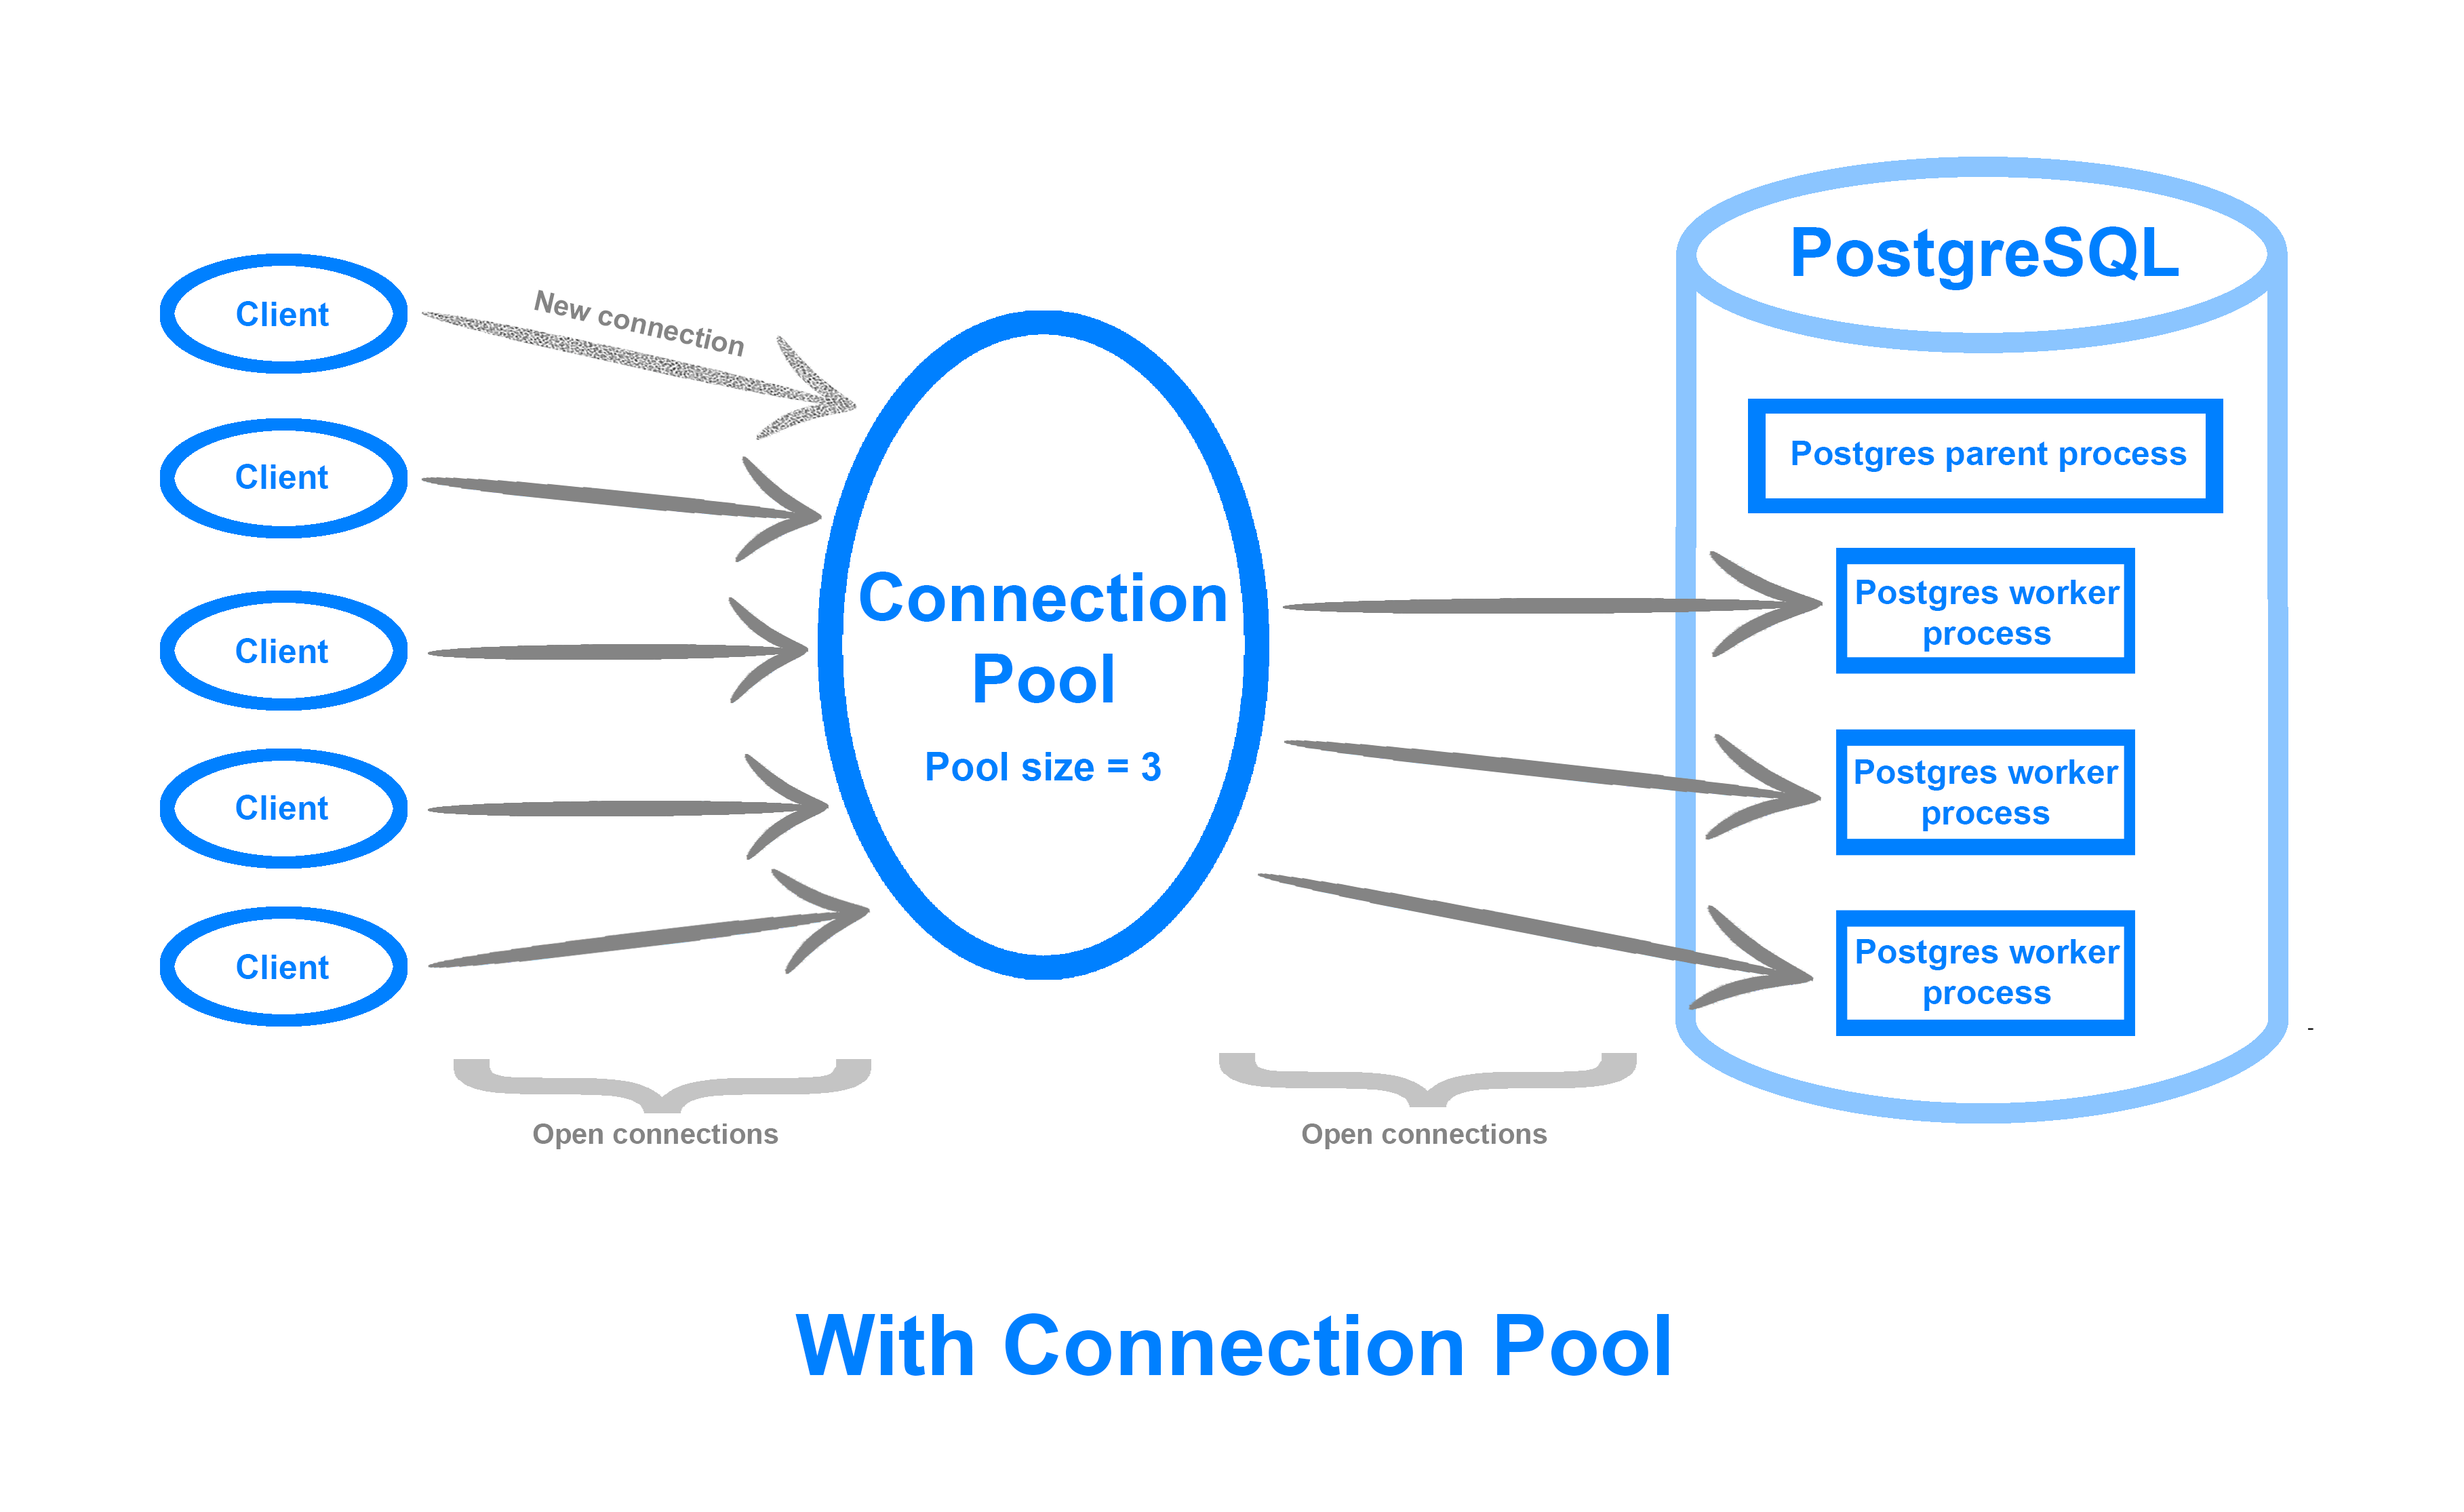 PostgreSQL
New connection
Client
Client
Client
Client
Client
Connection
Pool
Pool size = 3
Postgres parent process
Postgres worker
process
Postgres worker
process
Postgres worker
process
-
Open connections
Open connections
With Connection Pool